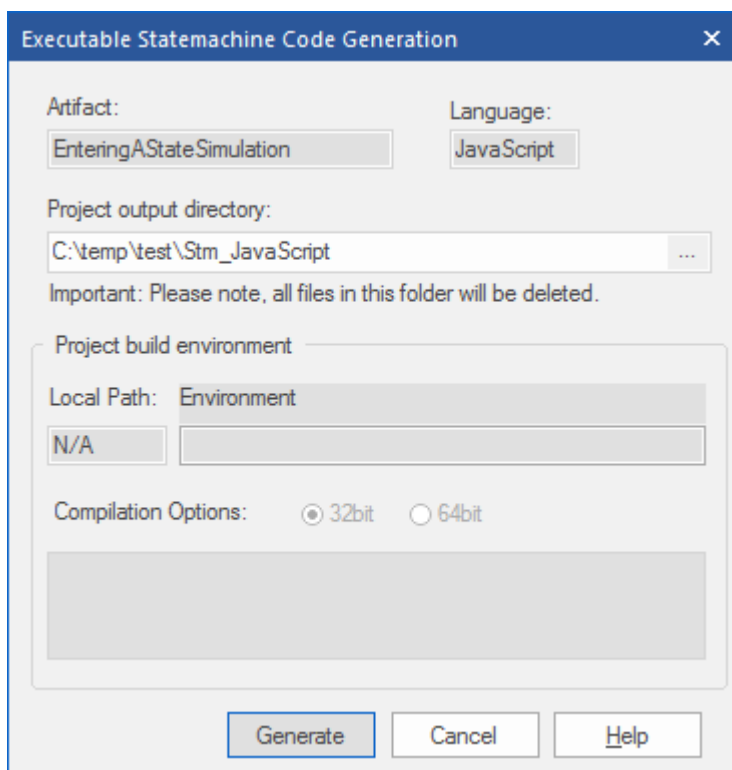 Executable Statemachine Code Generation
Artifact:
Language:
EnteringAStateSimulation
JavaScript
Project output directory:
C:\temp\test\Stm_JavaScript
...
Important: Please note, all files in this folder will be deleted.
Project build environment
Local Path:
Environment
N/A
Compilation Options:
32bit
64bit
Generate
Cancel
Help